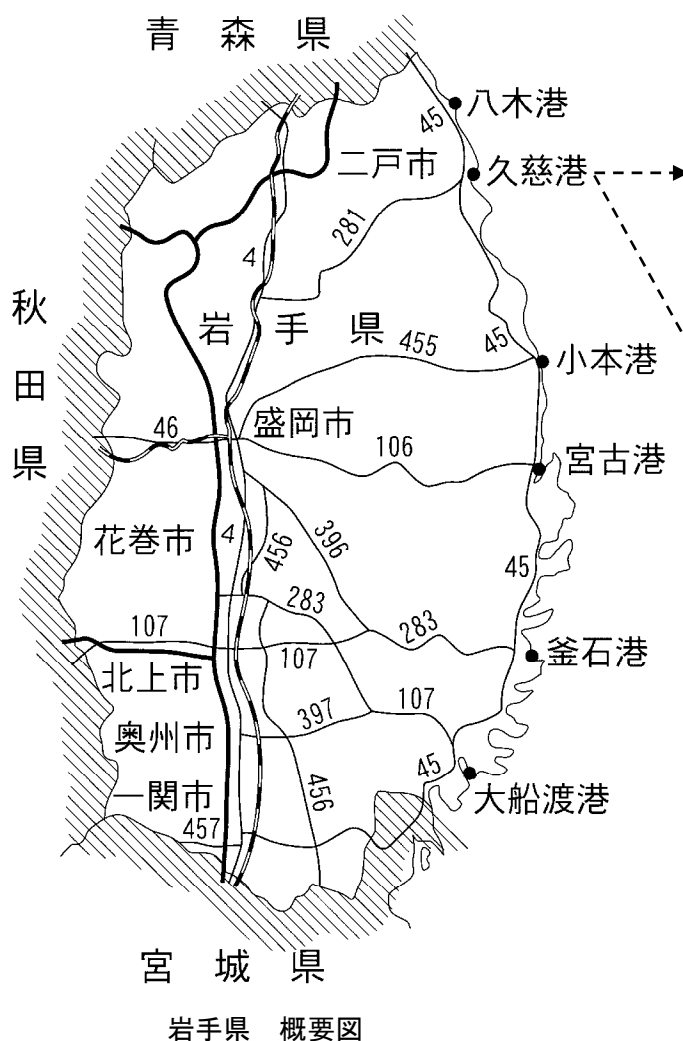 青森県
八木港
45
二戸市
久慈港
281
4
秋田県
岩手県
455
45
小本港
46
盛岡市
106
宮古港
花巻市
4
456
396
45
283
107
283
釜石港
107
北上市
107
397
奥州市
45
456
大船渡港
一関市
457
宮城県
岩手県 概要図